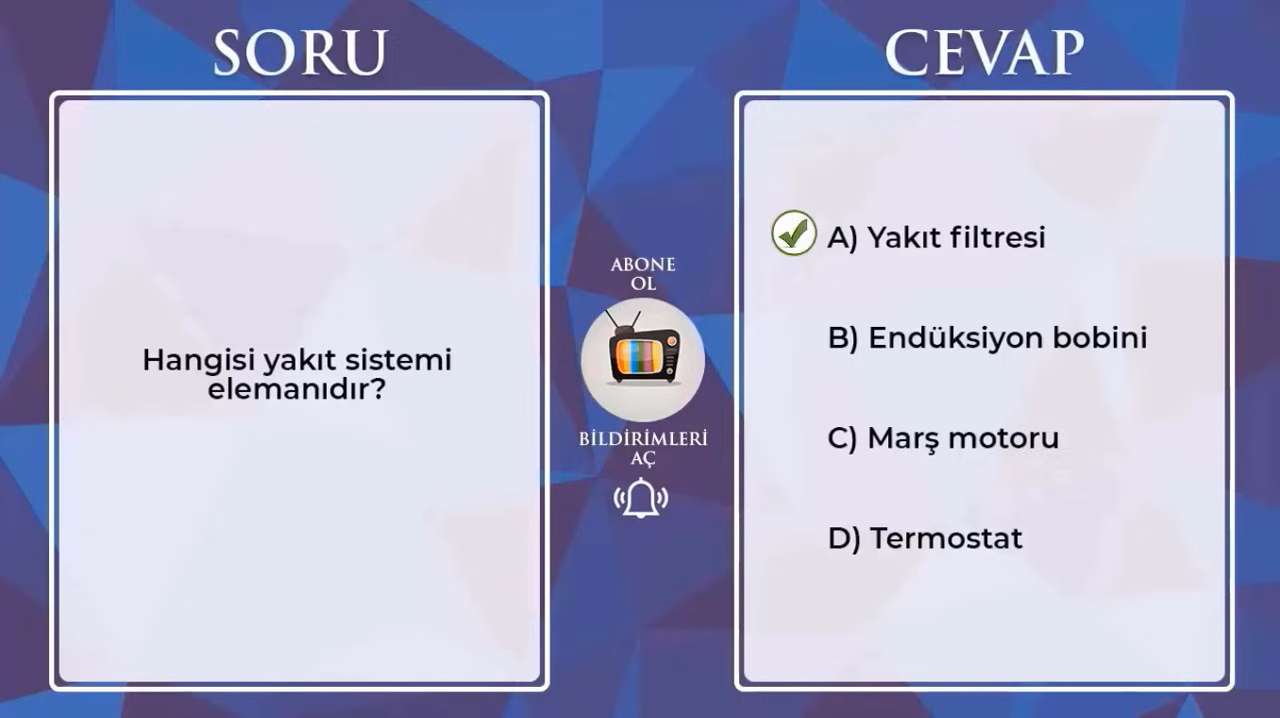 SORU
Hangisi yakıt sistemi
elemanıdır?
ABONE
OL
BİLDİRİMLERİ
AÇ
CEVAP
A) Yakıt filtresi
B) Endüksiyon bobini
C) Marş motoru
D) Termostat